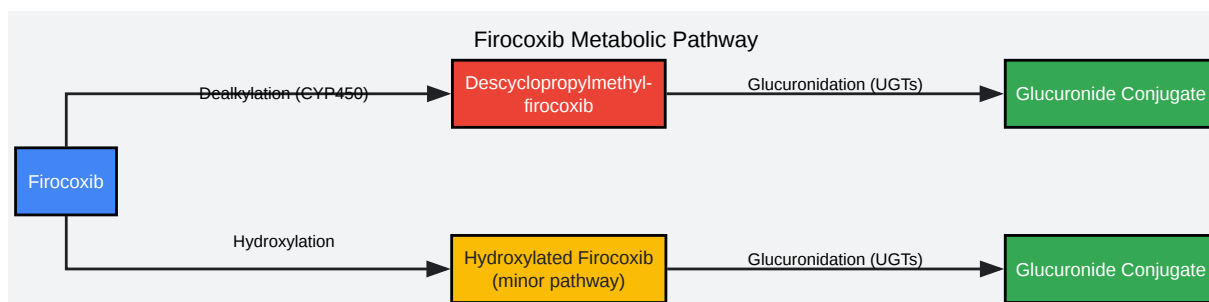 Firocoxib Metabolic Pathway
Dealkylation (CYP450)
Descyclopropylmethyl-
firocoxib
Glucuronidation (UGTs)
Glucuronide Conjugate
Firocoxib
Hydroxylation
Hydroxylated Firocoxib
(minor pathway)
Glucuronidation (UGTs)
Glucuronide Conjugate